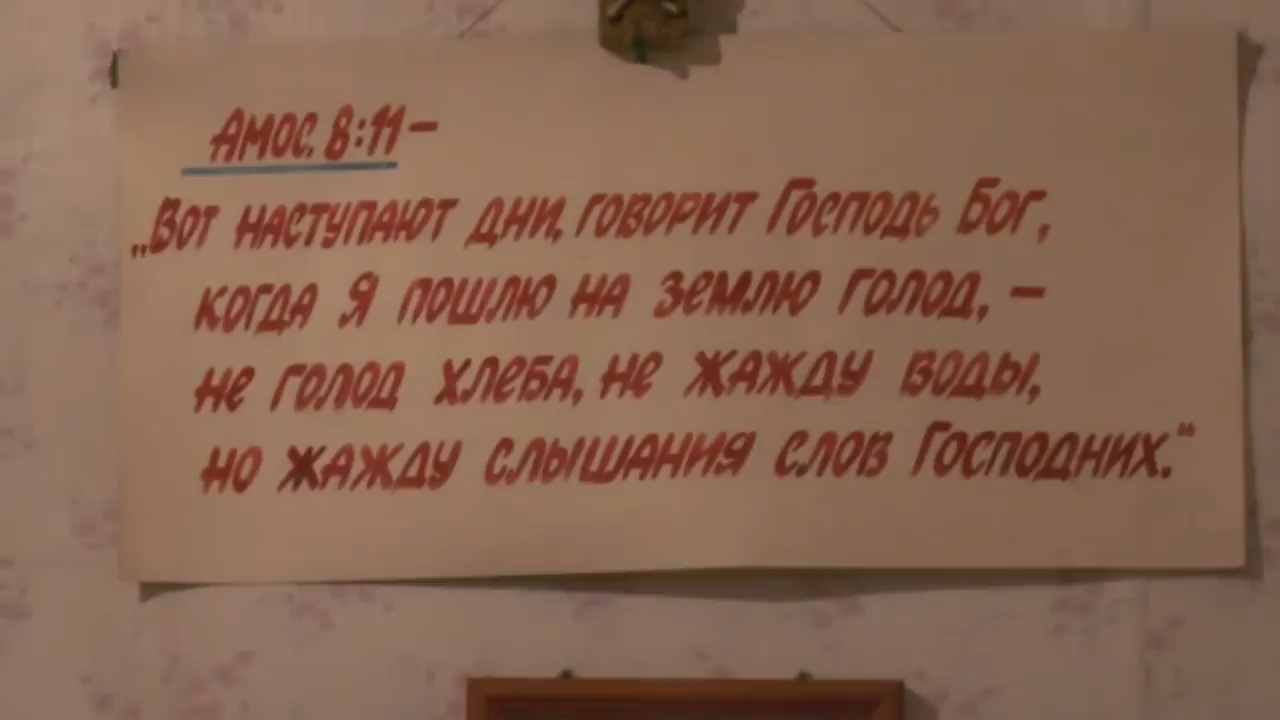 Амос. 8:11 –
„Вот наступают дни, говорит Господь Бог,
когда Я пошлю на землю голод, –
не голод хлеба, не жажду воды,
но жажду слышания слов Господних.“